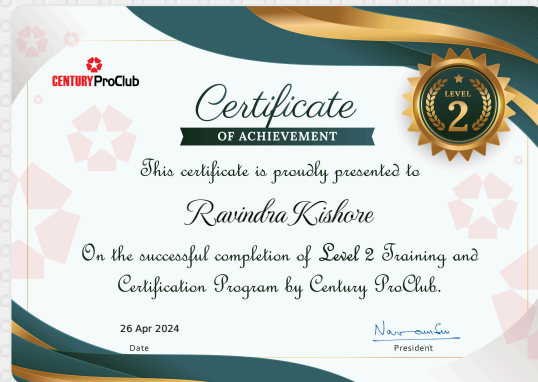 CENTURY ProClub
Certificate
OF ACHIEVEMENT
LEVEL
2
This certificate is proudly presented to
Ravindra Kishore
On the successful completion of Level 2 Training and
Certification Program by Century ProClub.
26 Apr 2024
Date
President